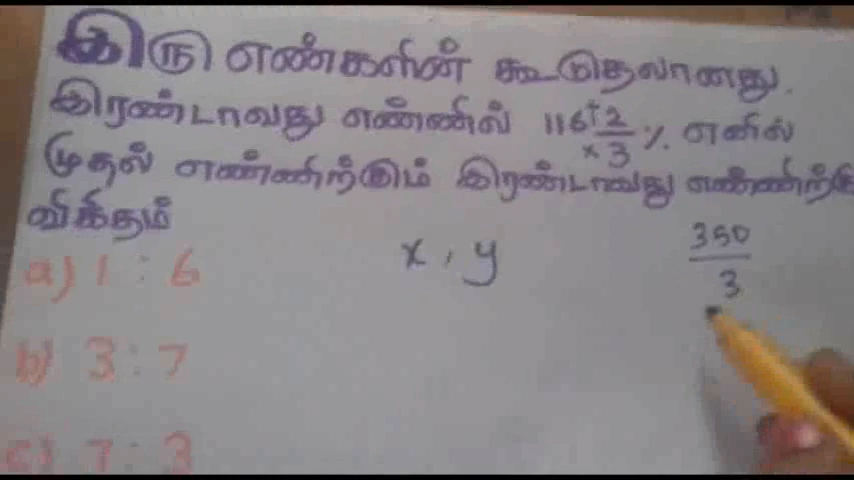 இரு எண்களின் கூடுதலானது
இரண்டாவது எண்ணில் 116 2/3 % எனில்
முதல் எண்ணிற்கும் இரண்டாவது
விகிதம்
x , y
350/3
a) 1 : 6
b) 3 : 7
c) 7 : 3